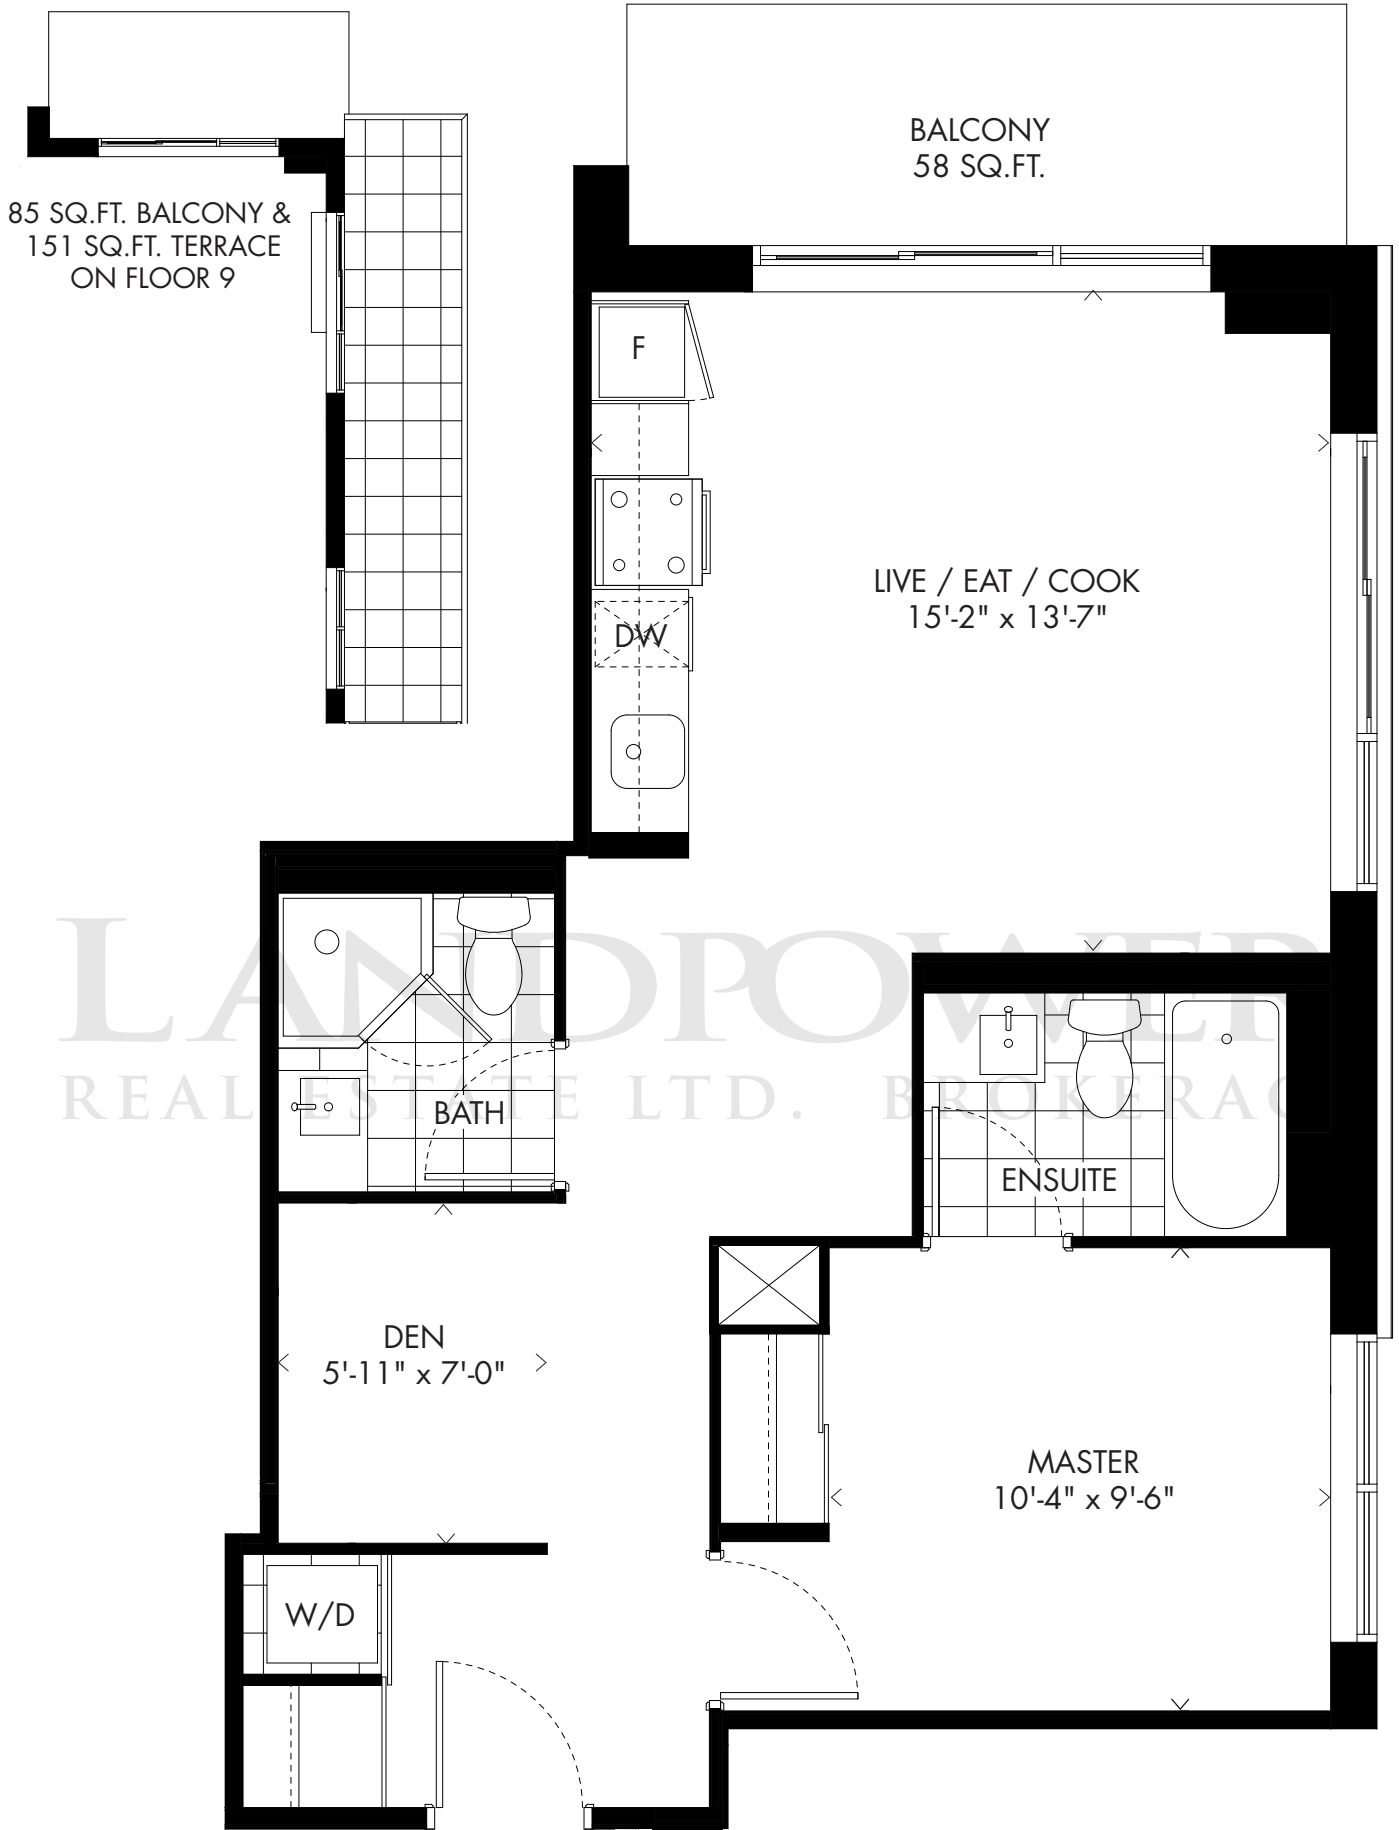 BALCONY
58 SQ.FT.
85 SQ.FT. BALCONY &
151 SQ.FT. TERRACE
ON FLOOR 9
F
LIVE / EAT / COOK
15'-2" x 13'-7"
DW
LANDPOWER
REAL ESTATE LTD. BROKERAG
BATH
ENSUITE
DEN
5'-11" x 7'-0"
MASTER
10'-4" x 9'-6"
W/D